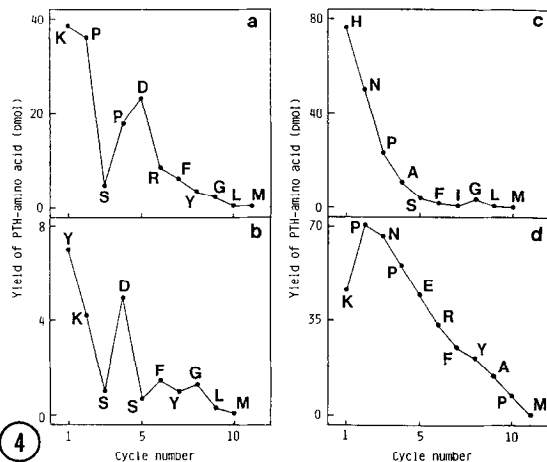 a
40
20
0
K
P
S
P
D
R
F
Y
G
L
M
c
80
40
0
H
N
P
A
S
F
I
G
L
M
Yield of PTH-amino acid (pmol)
b
8
4
0
Y
K
S
D
S
F
Y
G
L
M
1
5
10
Cycle number
Yield of PTH-amino acid (pmol)
d
70
35
0
K
P
N
P
E
R
F
Y
A
P
M
1
5
10
Cycle number
4